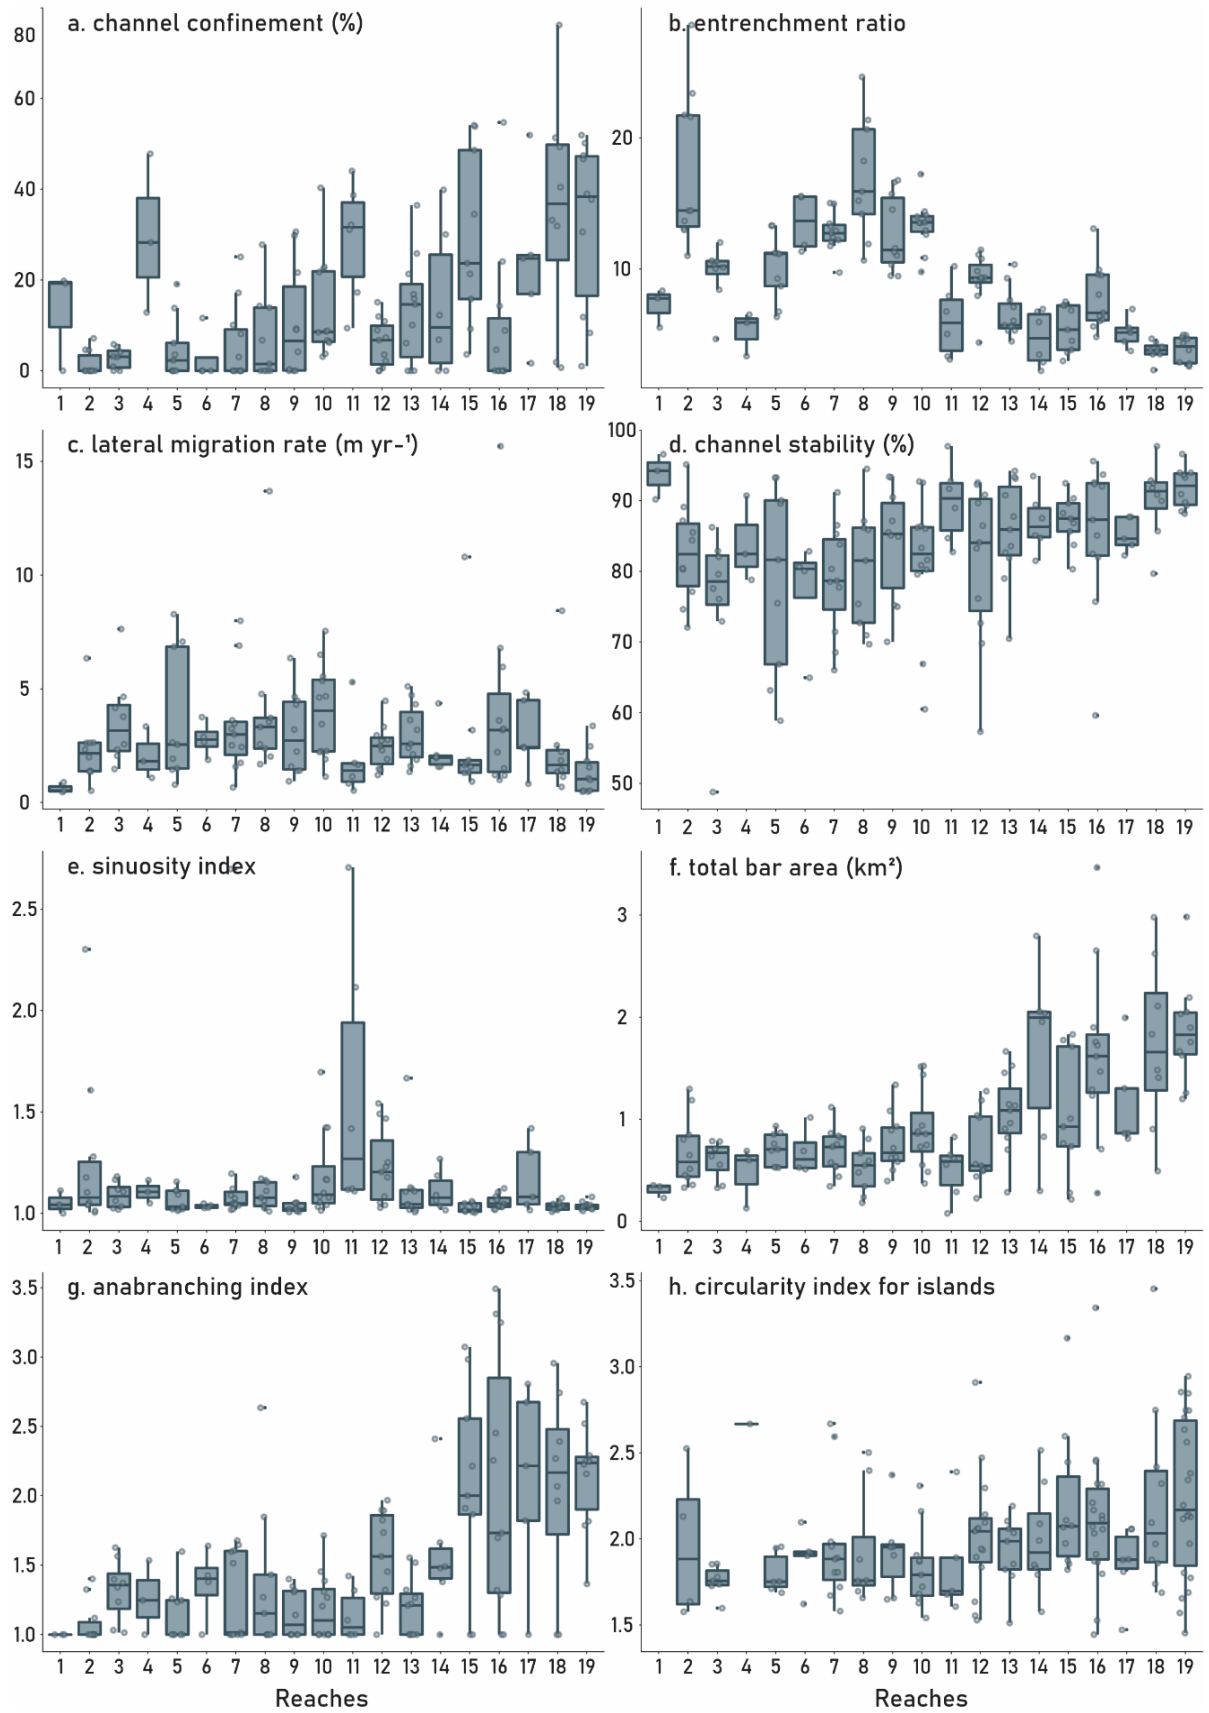 a. channel confinement (%)
80
60
40
20
0
1 2 3 4 5 6 7 8 9 10 11 12 13 14 15 16 17 18 19
b. entrenchment ratio
20
10
1 2 3 4 5 6 7 8 9 10 11 12 13 14 15 16 17 18 19
c. lateral migration rate (m yr-¹)
15
10
5
0
1 2 3 4 5 6 7 8 9 10 11 12 13 14 15 16 17 18 19
d. channel stability (%)
100
90
80
70
60
50
1 2 3 4 5 6 7 8 9 10 11 12 13 14 15 16 17 18 19
e. sinuosity index
2.5
2.0
1.5
1.0
1 2 3 4 5 6 7 8 9 10 11 12 13 14 15 16 17 18 19
f. total bar area (km²)
3
2
1
0
1 2 3 4 5 6 7 8 9 10 11 12 13 14 15 16 17 18 19
g. anabranching index
3.5
3.0
2.5
2.0
1.5
1.0
1 2 3 4 5 6 7 8 9 10 11 12 13 14 15 16 17 18 19
Reaches
h. circularity index for islands
3.5
3.0
2.5
2.0
1.5
1 2 3 4 5 6 7 8 9 10 11 12 13 14 15 16 17 18 19
Reaches